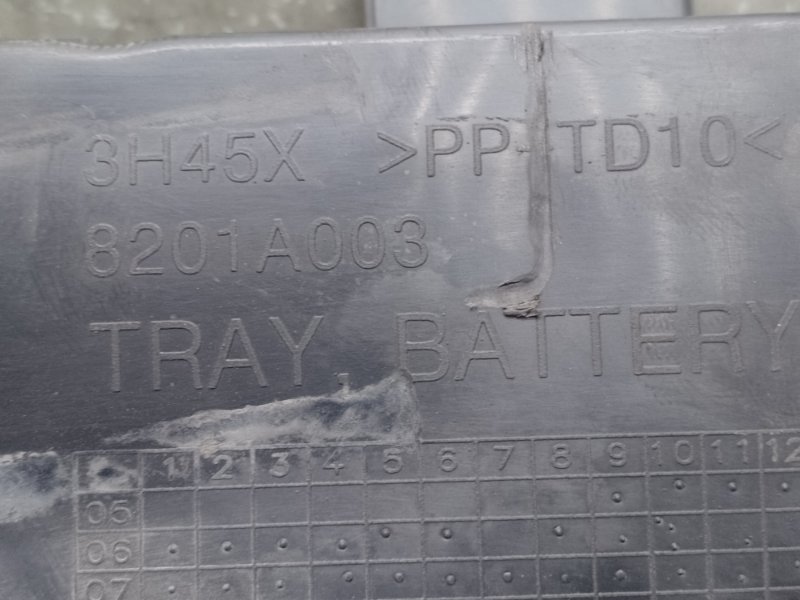 3H45X >PP-TD10<
8201A003
TRAY, BATTERY
1 2 3 4 5 6 7 8 9 10 11 12
05
06
07